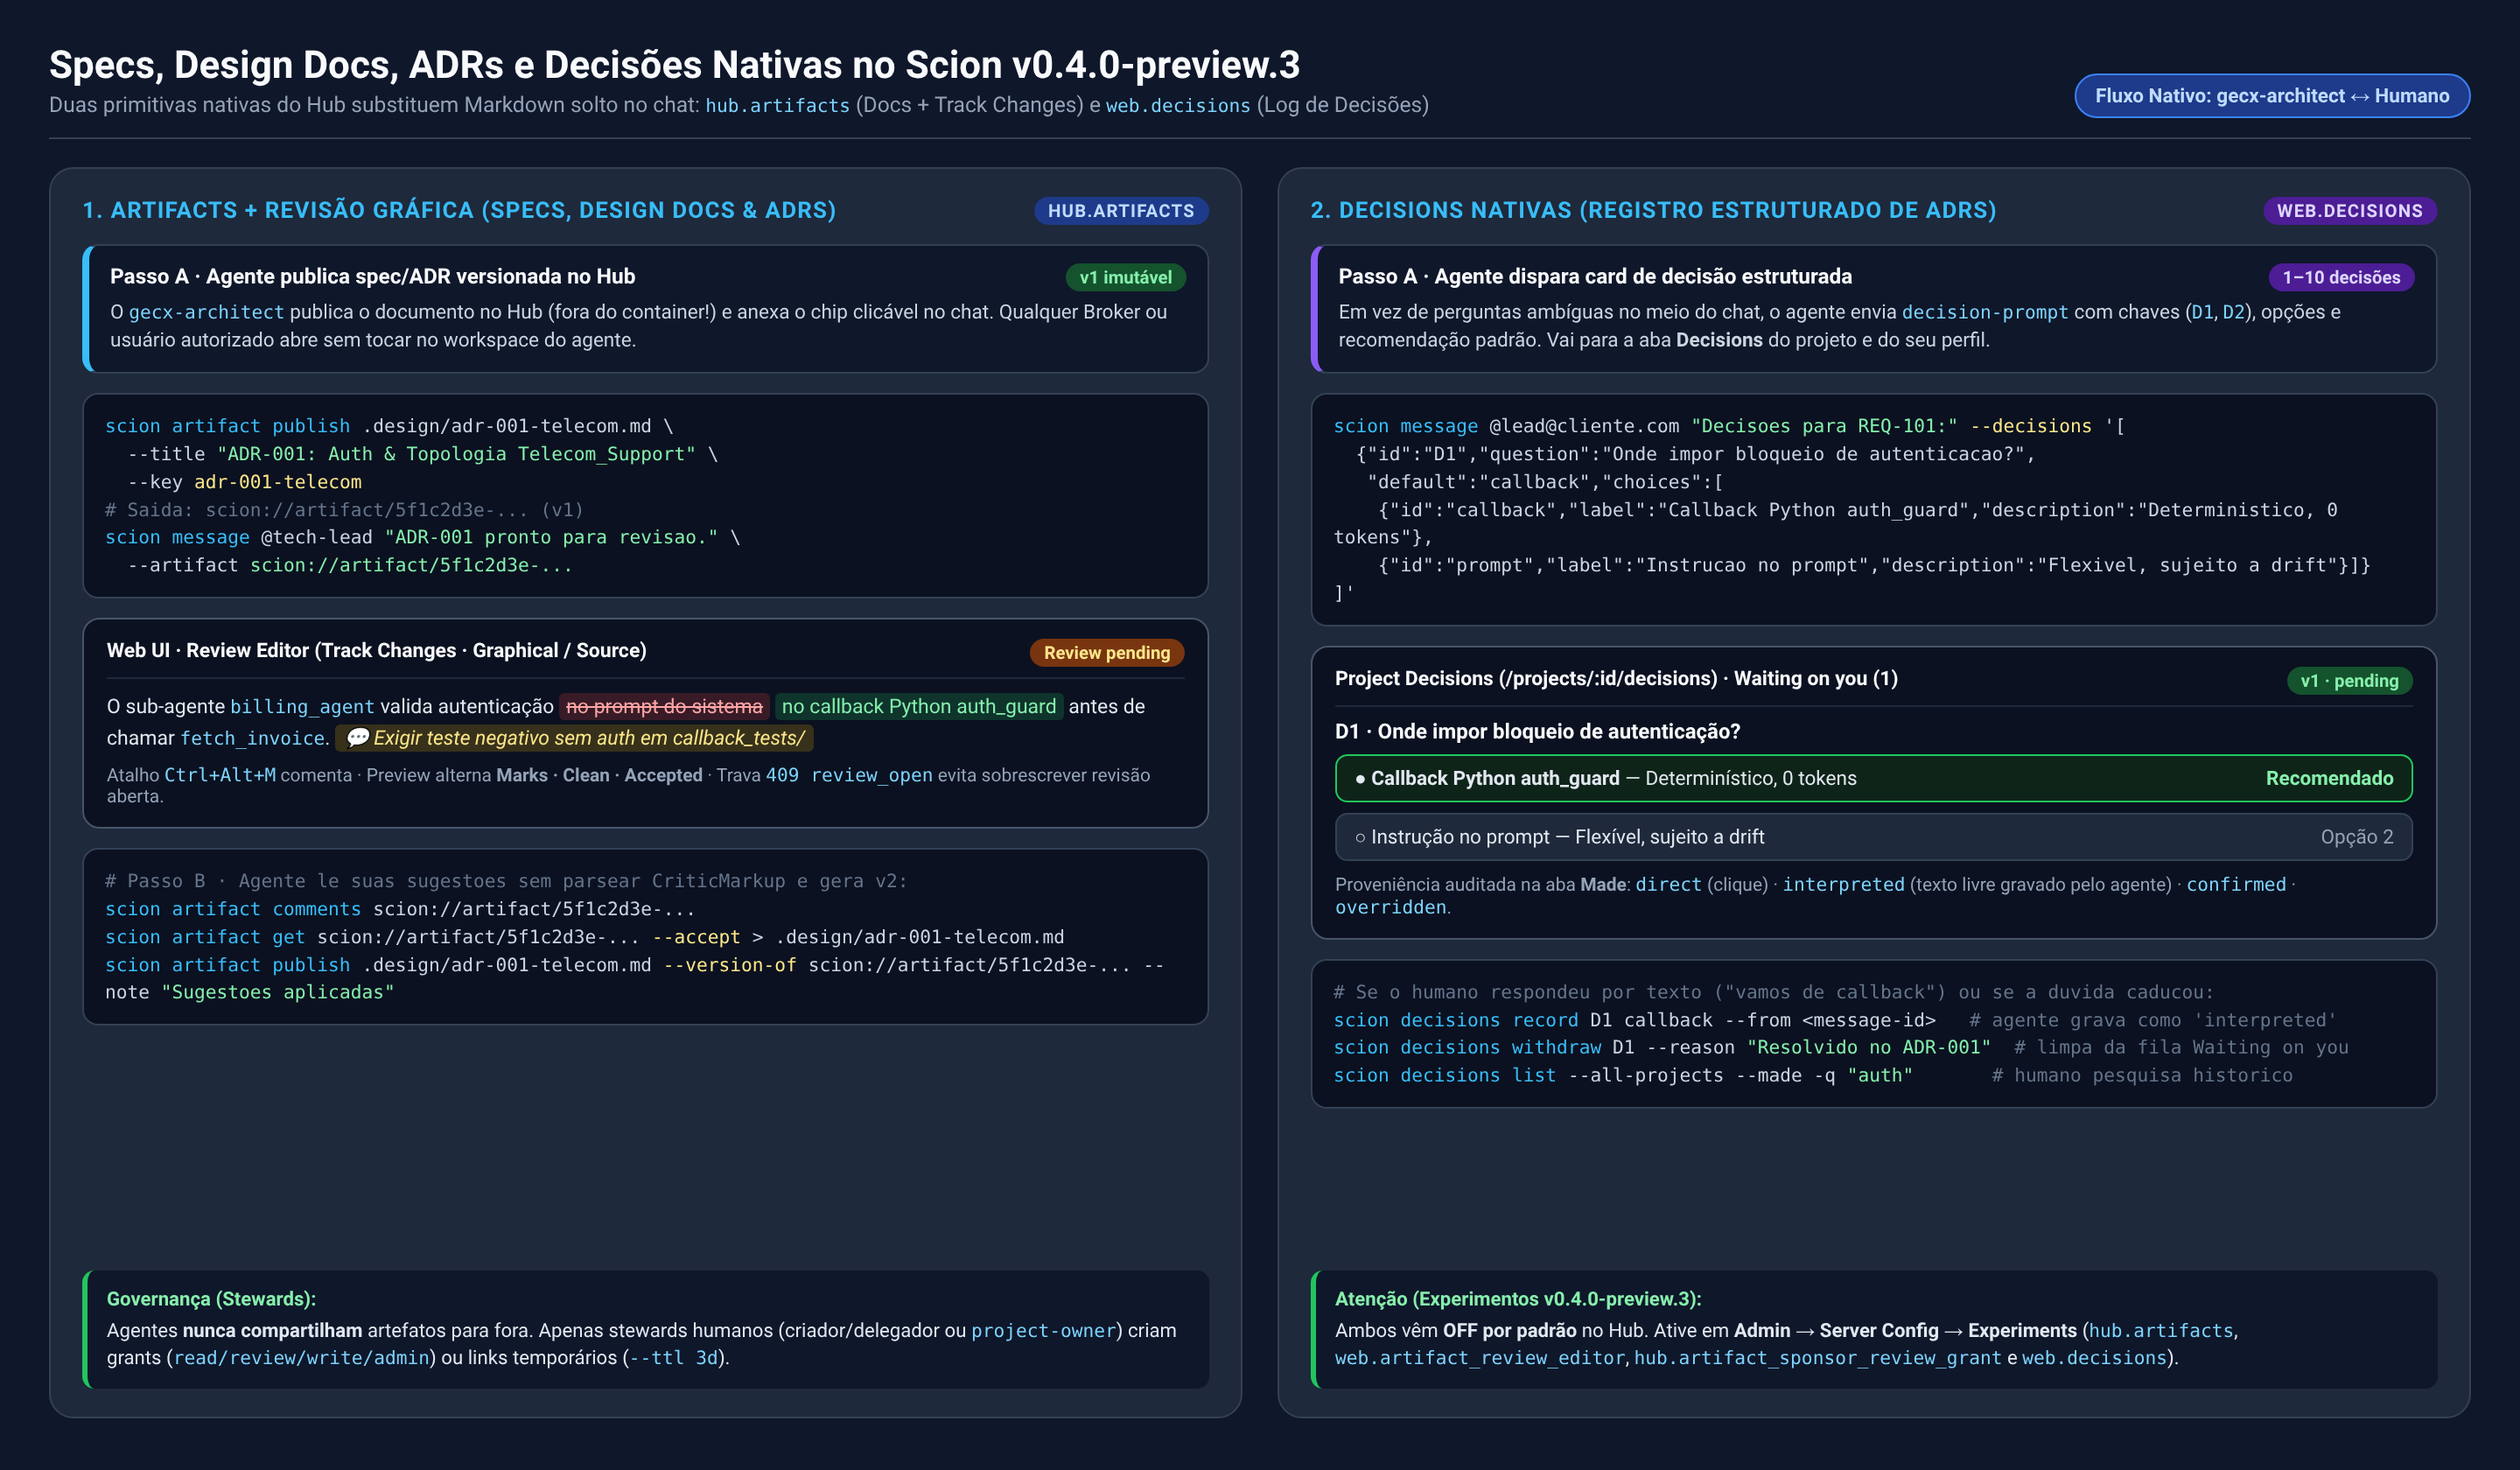 Specs, Design Docs, ADRs e Decisões Nativas no Scion v0.4.0-preview.3
Duas primitivas nativas do Hub substituem Markdown solto no chat: hub.artifacts (Docs + Track Changes) e web.decisions (Log de Decisões)
Fluxo Nativo: gecx-architect ↔ Humano
1. ARTIFACTS + REVISÃO GRÁFICA (SPECS, DESIGN DOCS & ADRS)
HUB.ARTIFACTS
Passo A · Agente publica spec/ADR versionada no Hub
v1 imutável
O gecx-architect publica o documento no Hub (fora do container!) e anexa o chip clicável no chat. Qualquer Broker ou
usuário autorizado abre sem tocar no workspace do agente.
scion artifact publish .design/adr-001-telecom.md \
--title "ADR-001: Auth & Topologia Telecom_Support" \
--key adr-001-telecom
# Saida: scion://artifact/5f1c2d3e-... (v1)
scion message @tech-lead "ADR-001 pronto para revisao." \
--artifact scion://artifact/5f1c2d3e-...
Web UI · Review Editor (Track Changes · Graphical / Source)
Review pending
O sub-agente billing_agent valida autenticação no prompt do sistema no callback Python auth_guard antes de
chamar fetch_invoice. 💬 Exigir teste negativo sem auth em callback_tests/
Atalho Ctrl+Alt+M comenta · Preview alterna Marks · Clean · Accepted · Trava 409 review_open evita sobrescrever revisão
aberta.
# Passo B · Agente le suas sugestoes sem parsear CriticMarkup e gera v2:
scion artifact comments scion://artifact/5f1c2d3e-...
scion artifact get scion://artifact/5f1c2d3e-... --accept > .design/adr-001-telecom.md
scion artifact publish .design/adr-001-telecom.md --version-of scion://artifact/5f1c2d3e-... --
note "Sugestoes aplicadas"
Governança (Stewards):
Agentes nunca compartilham artefatos para fora. Apenas stewards humanos (criador/delegador ou project-owner) criam
grants (read/review/write/admin) ou links temporários (--ttl 3d).
2. DECISIONS NATIVAS (REGISTRO ESTRUTURADO DE ADRS)
WEB.DECISIONS
Passo A · Agente dispara card de decisão estruturada
1–10 decisões
Em vez de perguntas ambíguas no meio do chat, o agente envia decision-prompt com chaves (D1, D2), opções e
recomendação padrão. Vai para a aba Decisions do projeto e do seu perfil.
scion message @lead@cliente.com "Decisoes para REQ-101:" --decisions '[
{"id":"D1","question":"Onde impor bloqueio de autenticacao?",
"default":"callback","choices":[
{"id":"callback","label":"Callback Python auth_guard","description":"Deterministico, 0
tokens"},
{"id":"prompt","label":"Instrucao no prompt","description":"Flexivel, sujeito a drift"}]}
]'
Project Decisions (/projects/:id/decisions) · Waiting on you (1)
v1 · pending
D1 · Onde impor bloqueio de autenticação?
● Callback Python auth_guard — Determinístico, 0 tokens
Recomendado
○ Instrução no prompt — Flexível, sujeito a drift
Opção 2
Proveniência auditada na aba Made: direct (clique) · interpreted (texto livre gravado pelo agente) · confirmed ·
overridden.
# Se o humano respondeu por texto ("vamos de callback") ou se a duvida caducou:
scion decisions record D1 callback --from <message-id> # agente grava como 'interpreted'
scion decisions withdraw D1 --reason "Resolvido no ADR-001" # limpa da fila Waiting on you
scion decisions list --all-projects --made -q "auth" # humano pesquisa historico
Atenção (Experimentos v0.4.0-preview.3):
Ambos vêm OFF por padrão no Hub. Ative em Admin → Server Config → Experiments (hub.artifacts,
web.artifact_review_editor, hub.artifact_sponsor_review_grant e web.decisions).